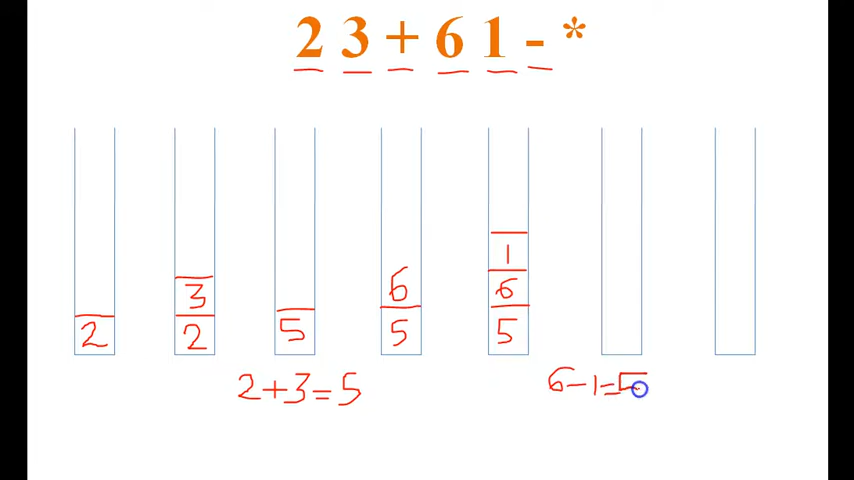 2 3 + 6 1 - *
1
3 6 6
2 2 5 5 5
2+3=5 6-1=5